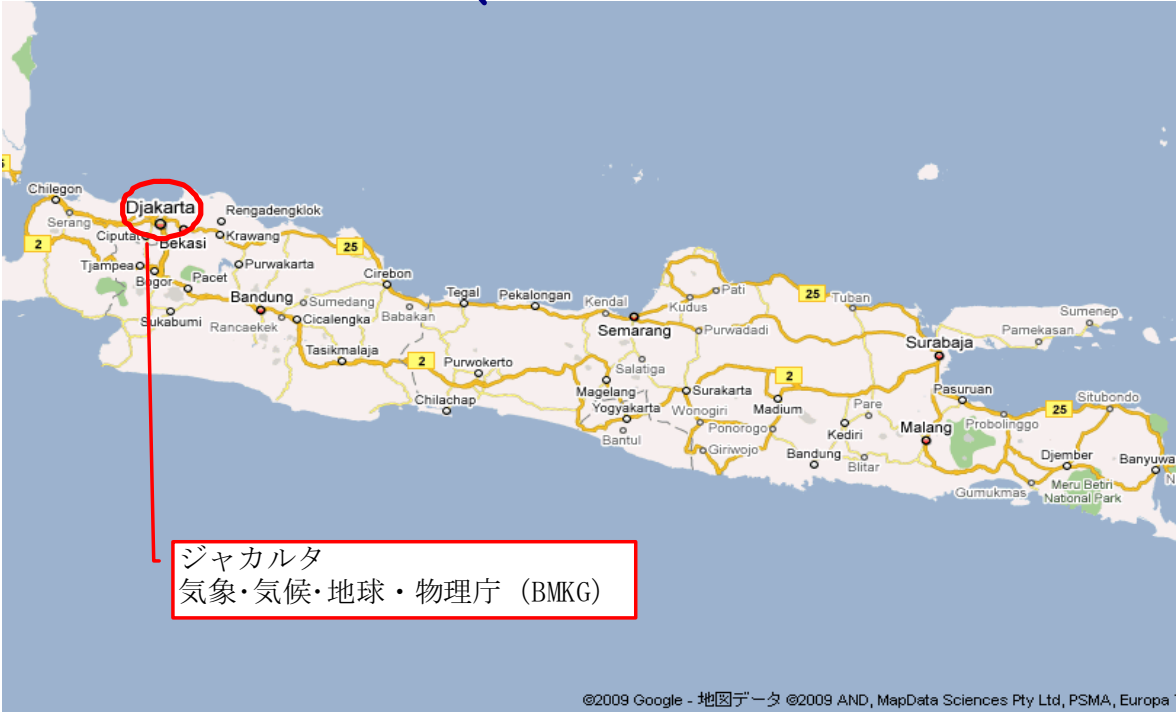 Chilegon
Djakarta
Rengadengklok
Serang
Ciputat
Bekasi
Krawang
2
25
Tjampea
Bogor
Pacet
Purwakarta
Cirebon
Bandung
Sumedang
Tegal
Pekalongan
Kendal
Kudus
Pati
25
Tuban
Sukabumi
Rancaekek
Cicalengka
Babakan
Semarang
Purwadadi
Sumenep
Pamekasan
Surabaja
Tasikmalaja
2
Purwokerto
Salatiga
2
Chilachap
Magelang
Surakarta
Yogyakarta
Wonogiri
Madium
Pare
Pasuruan
25
Situbondo
Bantul
Ponorogo
Kediri
Malang
Probolinggo
Giriwojo
Bandung
Blitar
Djember
Banyuwa
Gumukmas
Meru Betiri
National Park
N
ジャカルタ
気象･気候･地球・物理庁 (BMKG)
©2009 Google - 地図データ ©2009 AND, MapData Sciences Pty Ltd, PSMA, Europa